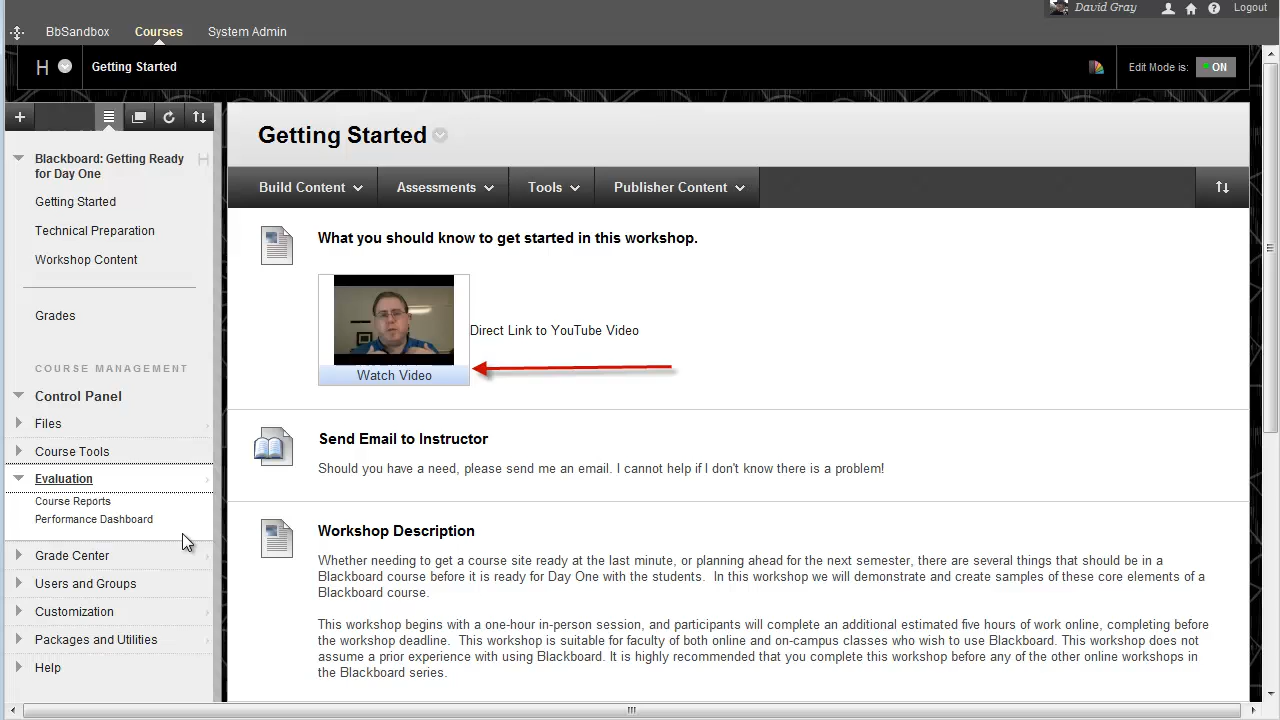 David Gray
Logout
BbSandbox
Courses
System Admin
H
Getting Started
Edit Mode is:
ON
Blackboard: Getting Ready
for Day One
H
Getting Started
Technical Preparation
Workshop Content
Grades
COURSE MANAGEMENT
Control Panel
Files
Course Tools
Evaluation
Course Reports
Performance Dashboard
Grade Center
Users and Groups
Customization
Packages and Utilities
Help
Getting Started
Build Content
Assessments
Tools
Publisher Content
What you should know to get started in this workshop.
Direct Link to YouTube Video
Watch Video
Send Email to Instructor
Should you have a need, please send me an email. I cannot help if I don't know there is a problem!
Workshop Description
Whether needing to get a course site ready at the last minute, or planning ahead for the next semester, there are several things that should be in a
Blackboard course before it is ready for Day One with the students.  In this workshop we will demonstrate and create samples of these core elements of a
Blackboard course.
This workshop begins with a one-hour in-person session, and participants will complete an additional estimated five hours of work online, completing before
the workshop deadline.  This workshop is suitable for faculty of both online and on-campus classes who wish to use Blackboard. This workshop does not
assume a prior experience with using Blackboard. It is highly recommended that you complete this workshop before any of the other online workshops in
the Blackboard series.